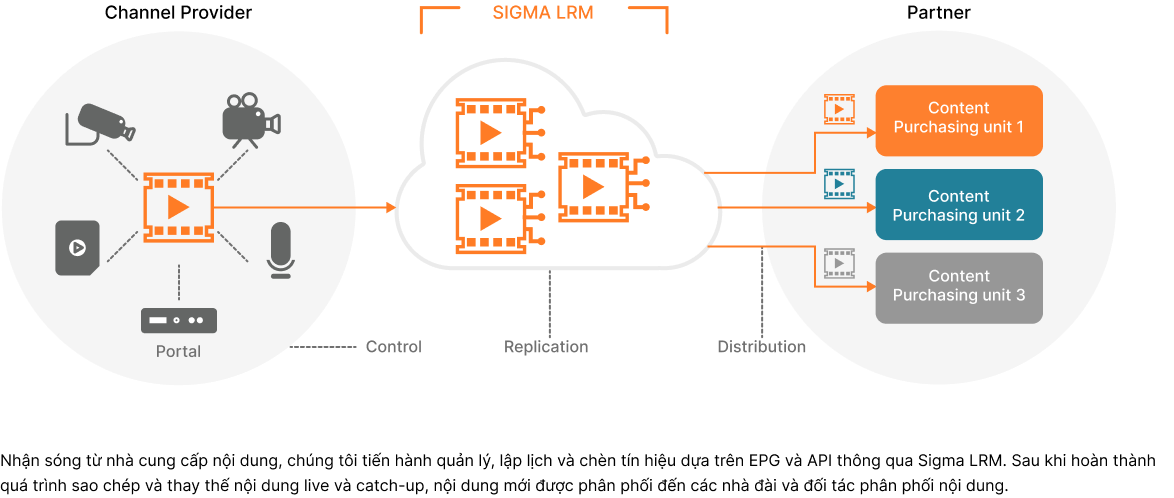 Channel Provider
SIGMA LRM
Partner
Content
Purchasing unit 1
Content
Purchasing unit 2
Content
Purchasing unit 3
Portal
Control
Replication
Distribution
Nhận sóng từ nhà cung cấp nội dung, chúng tôi tiến hành quản lý, lập lịch và chèn tín hiệu dựa trên EPG và API thông qua Sigma LRM. Sau khi hoàn thành
quá trình sao chép và thay thế nội dung live và catch-up, nội dung mới được phân phối đến các nhà đài và đối tác phân phối nội dung.